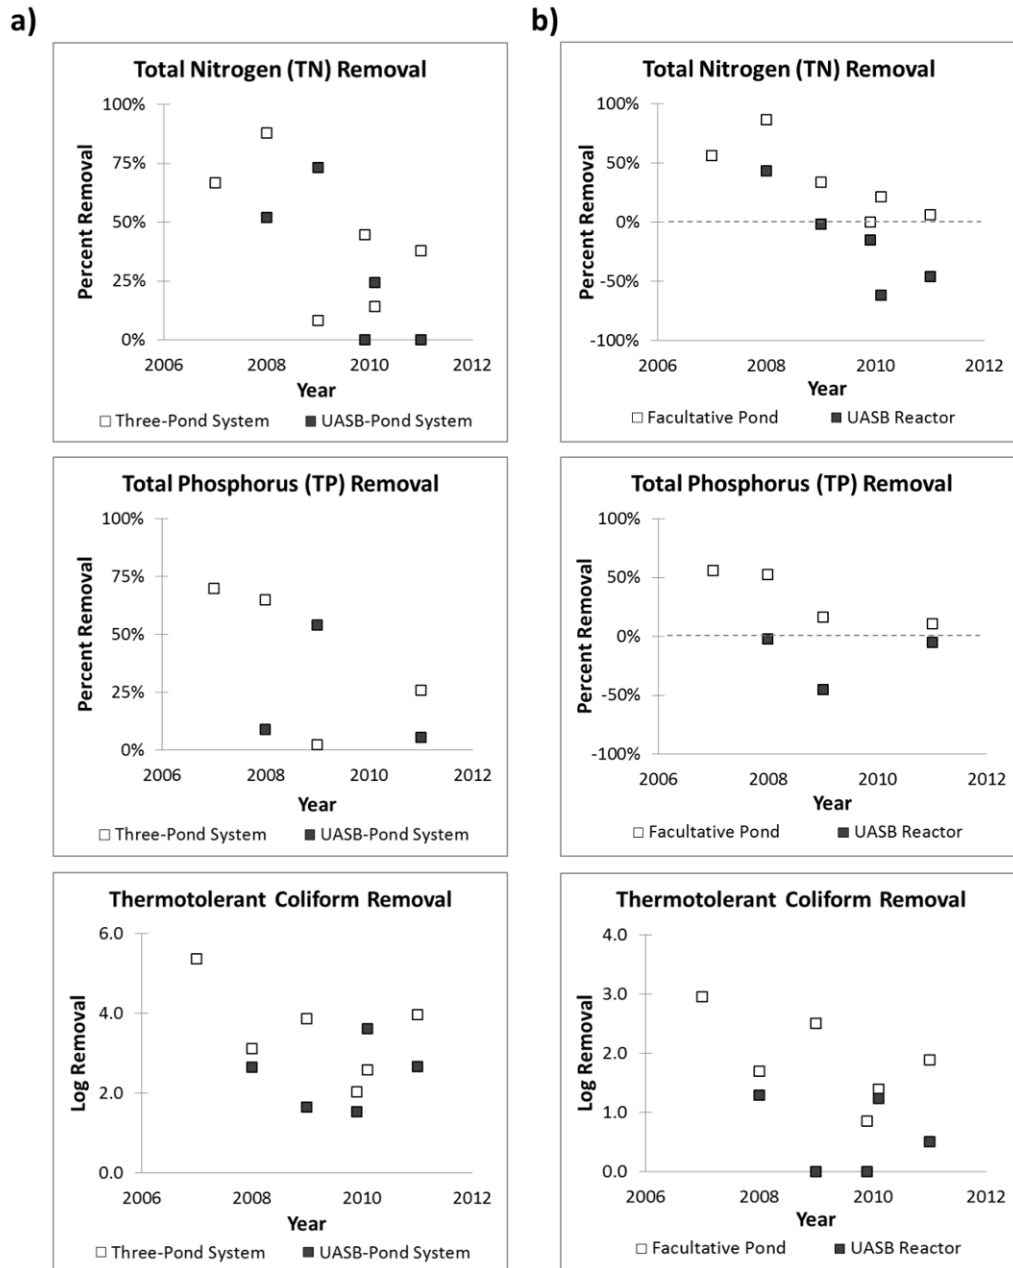 a)
Total Nitrogen (TN) Removal
100%
75%
50%
25%
0%
Percent Removal
2006 2008 2010 2012
Year
Three-Pond System UASB-Pond System
Total Phosphorus (TP) Removal
100%
75%
50%
25%
0%
Percent Removal
2006 2008 2010 2012
Year
Three-Pond System UASB-Pond System
Thermotolerant Coliform Removal
6.0
4.0
2.0
0.0
Log Removal
2006 2008 2010 2012
Year
Three-Pond System UASB-Pond System
b)
Total Nitrogen (TN) Removal
100%
50%
0%
-50%
-100%
Percent Removal
2006 2008 2010 2012
Year
Facultative Pond UASB Reactor
Total Phosphorus (TP) Removal
100%
50%
0%
-50%
-100%
Percent Removal
2006 2008 2010 2012
Year
Facultative Pond UASB Reactor
Thermotolerant Coliform Removal
4.0
3.0
2.0
1.0
0.0
Log Removal
2006 2008 2010 2012
Year
Facultative Pond UASB Reactor